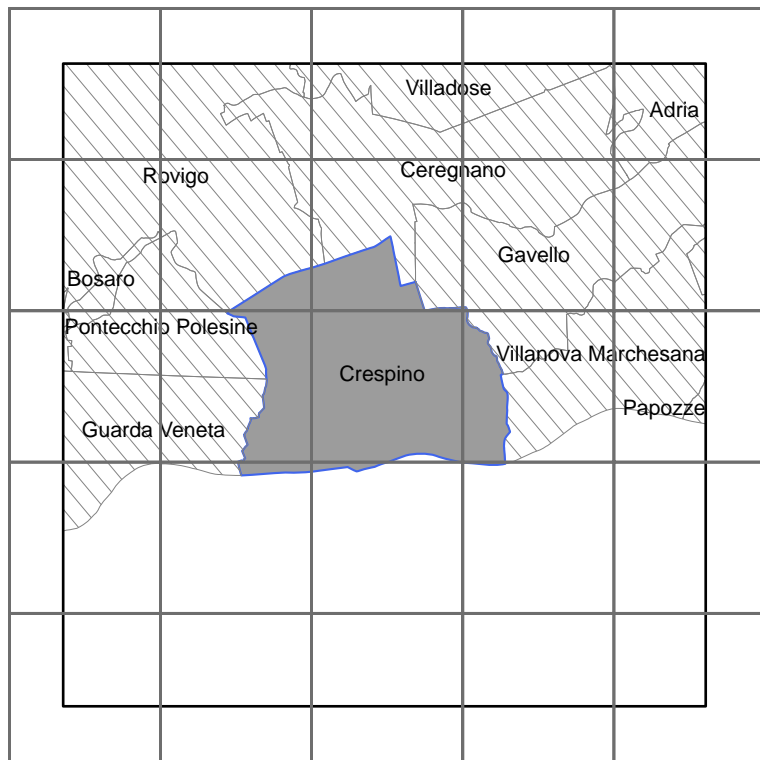 Villadose
Adria
Rovigo
Ceregnano
Gavello
Bosaro
Pontecchio Polesine
Villanova Marchesana
Crespino
Papozze
Guarda Veneta